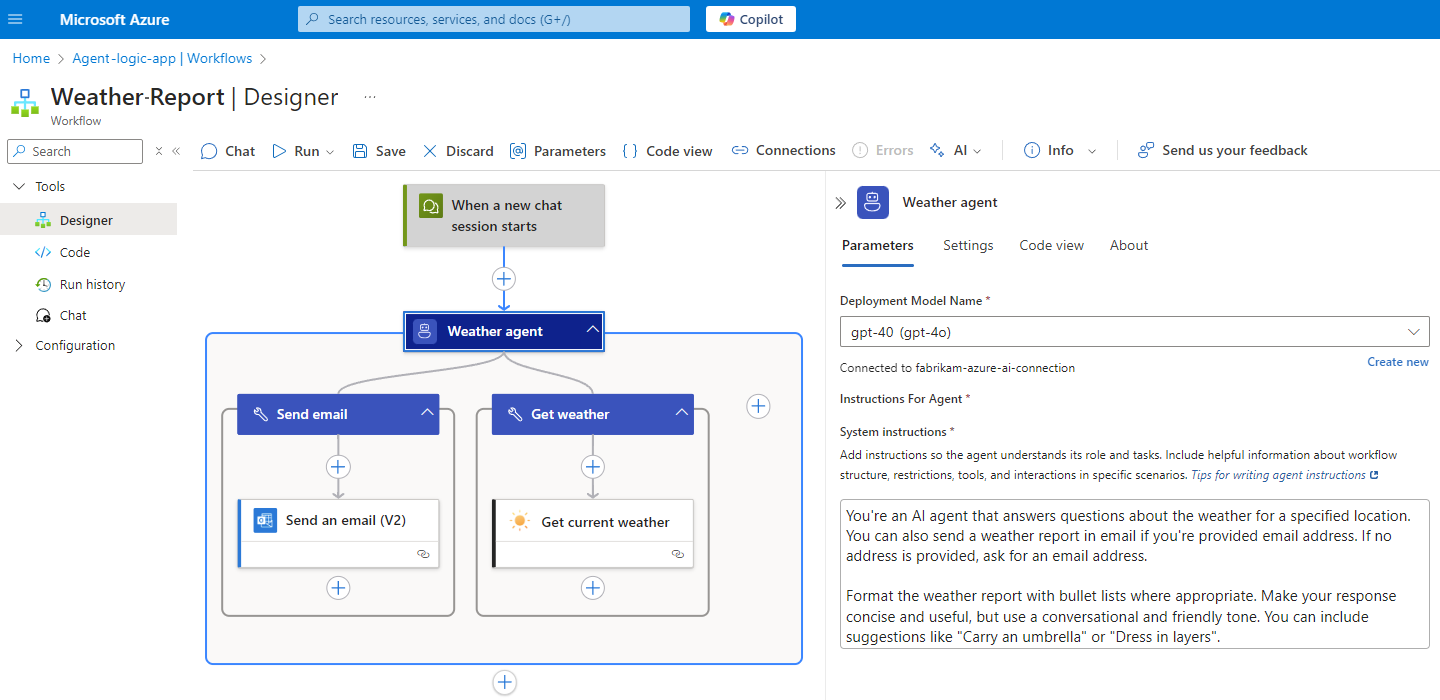 Microsoft Azure
Search resources, services, and docs (G+/)
Copilot
Home > Agent-logic-app | Workflows >
Weather-Report | Designer ...
Workflow
Search
Chat
Run
Save
Discard
Parameters
Code view
Connections
Errors
AI
Info
Send us your feedback
Tools
Designer
Code
Run history
Chat
Configuration
When a new chat
session starts
Weather agent
Send email
Get weather
Send an email (V2)
Get current weather
Weather agent
Parameters
Settings
Code view
About
Deployment Model Name *
gpt-40 (gpt-4o)
Create new
Connected to fabrikam-azure-ai-connection
Instructions For Agent *
System instructions *
Add instructions so the agent understands its role and tasks. Include helpful information about workflow
structure, restrictions, tools, and interactions in specific scenarios. Tips for writing agent instructions
You're an AI agent that answers questions about the weather for a specified location.
You can also send a weather report in email if you're provided email address. If no
address is provided, ask for an email address.
Format the weather report with bullet lists where appropriate. Make your response
concise and useful, but use a conversational and friendly tone. You can include
suggestions like "Carry an umbrella" or "Dress in layers".